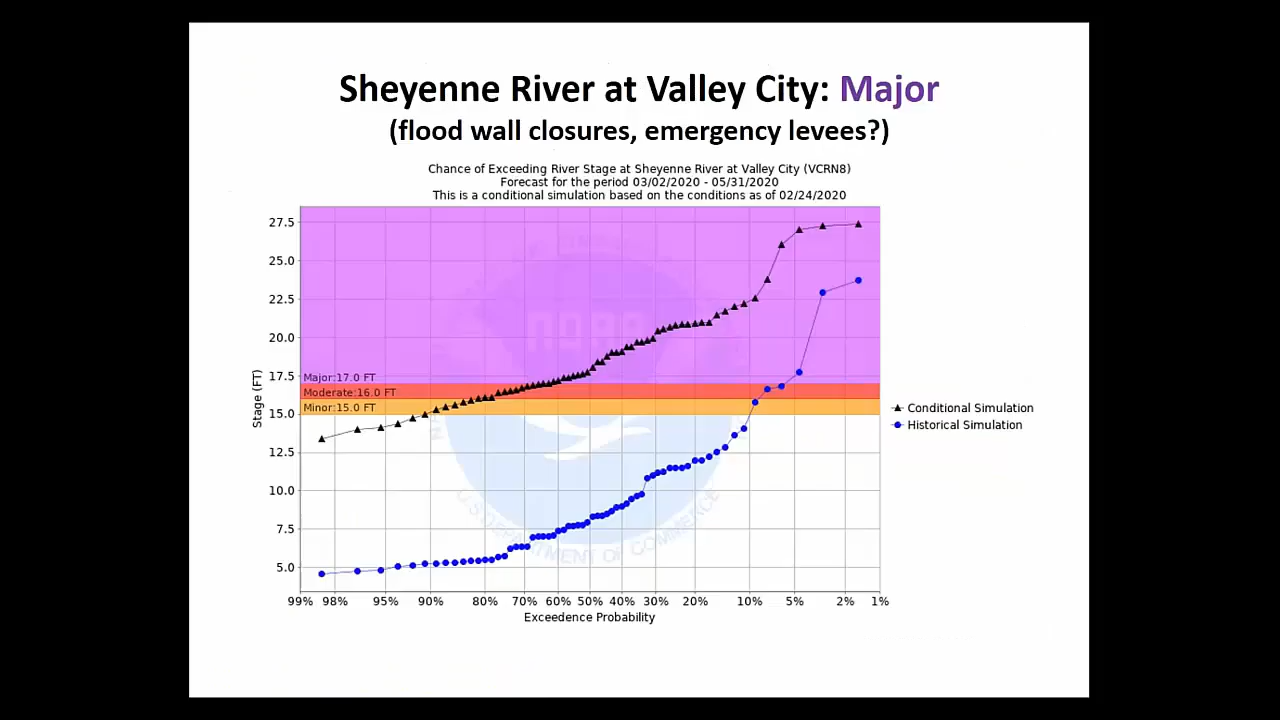 Sheyenne River at Valley City: Major
(flood wall closures, emergency levees?)
Chance of Exceeding River Stage at Sheyenne River at Valley City (VCRN8)
Forecast for the period 03/02/2020 - 05/31/2020
This is a conditional simulation based on the conditions as of 02/24/2020
27.5
25.0
22.5
20.0
17.5
15.0
12.5
10.0
7.5
5.0
Stage (FT)
Major:17.0 FT
Moderate:16.0 FT
Minor:15.0 FT
NOAA
U.S. DEPARTMENT OF COMMERCE
Conditional Simulation
Historical Simulation
99% 98% 95% 90% 80% 70% 60% 50% 40% 30% 20% 10% 5% 2% 1%
Exceedence Probability